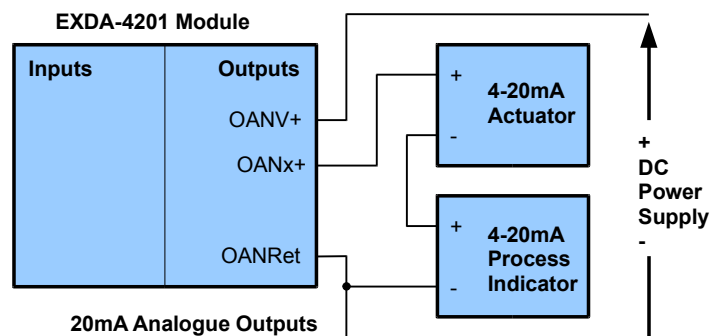 EXDA-4201 Module
Inputs
Outputs
OANV+
OANx+
OANRet
+
4-20mA
Actuator
-
+
4-20mA
Process
Indicator
-
+
DC
Power
Supply
-
20mA Analogue Outputs